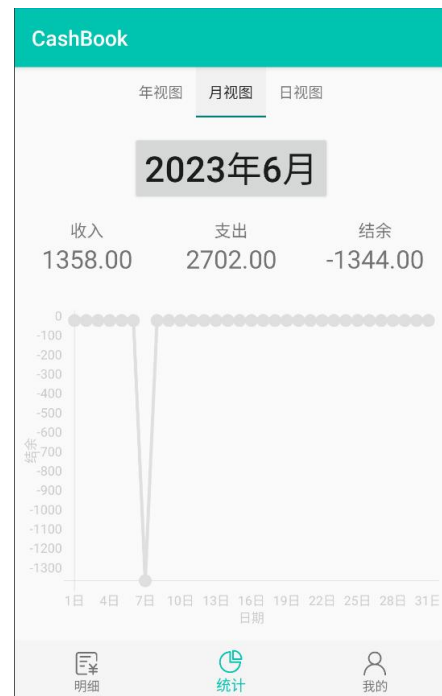 CashBook
年视图 月视图 日视图
2023年6月
收入 支出 结余
1358.00 2702.00 -1344.00
0
-100
-200
-300
-400
-500
-600
-700
-800
-900
-1000
-1100
-1200
-1300
结余
1日 4日 7日 10日 13日 16日 19日 22日 25日 28日 31日
日期
明细 统计 我的